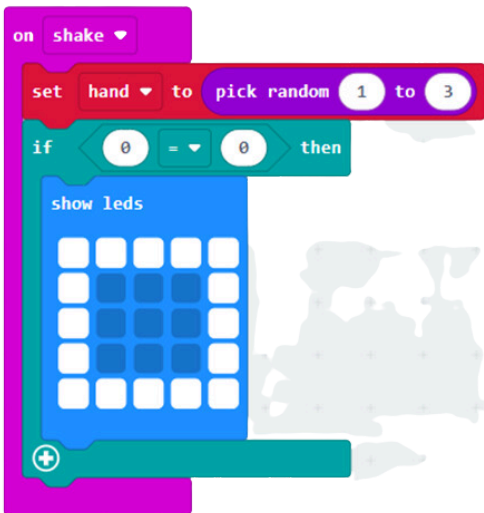 on shake
set hand to pick random 1 to 3
if 0 = 0 then
show leds